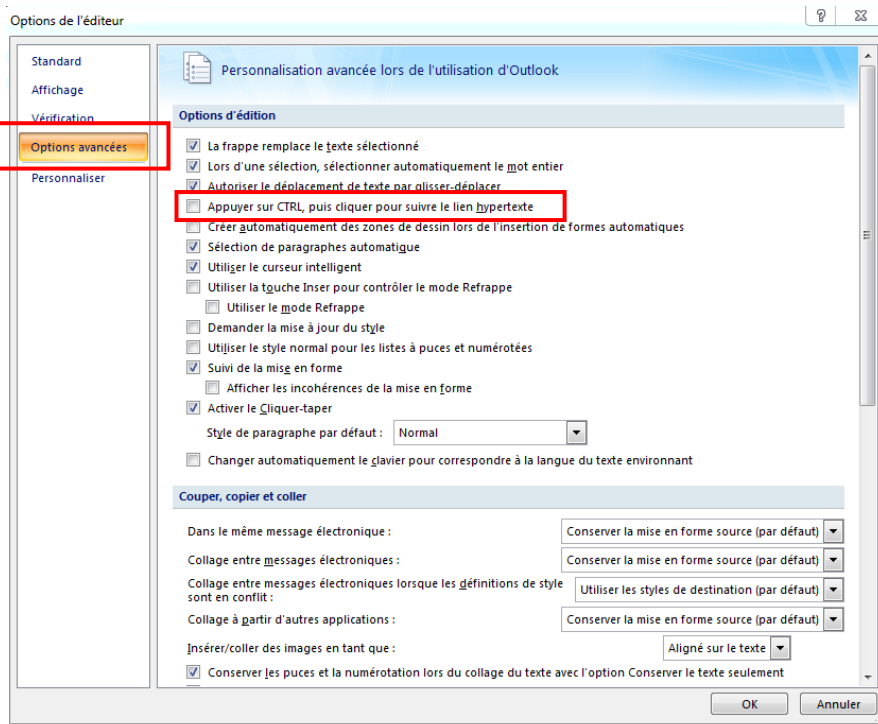 Options de l'éditeur
Standard
Affichage
Vérification
Options avancées
Personnaliser
Personnalisation avancée lors de l'utilisation d'Outlook
Options d'édition
La frappe remplace le texte sélectionné
Lors d'une sélection, sélectionner automatiquement le mot entier
Autoriser le déplacement de texte par glisser-déplacer
Appuyer sur CTRL, puis cliquer pour suivre le lien hypertexte
Créer automatiquement des zones de dessin lors de l'insertion de formes automatiques
Sélection de paragraphes automatique
Utiliser le curseur intelligent
Utiliser la touche Inser pour contrôler le mode Refrappe
Utiliser le mode Refrappe
Demander la mise à jour du style
Utiliser le style normal pour les listes à puces et numérotées
Suivi de la mise en forme
Afficher les incohérences de la mise en forme
Activer le Cliquer-taper
Style de paragraphe par défaut : Normal
Changer automatiquement le clavier pour correspondre à la langue du texte environnant
Couper, copier et coller
Dans le même message électronique : Conserver la mise en forme source (par défaut)
Collage entre messages électroniques : Conserver la mise en forme source (par défaut)
Collage entre messages électroniques lorsque les définitions de style
sont en conflit : Utiliser les styles de destination (par défaut)
Collage à partir d'autres applications : Conserver la mise en forme source (par défaut)
Insérer/coller des images en tant que : Aligné sur le texte
Conserver les puces et la numérotation lors du collage du texte avec l'option Conserver le texte seulement
OK Annuler